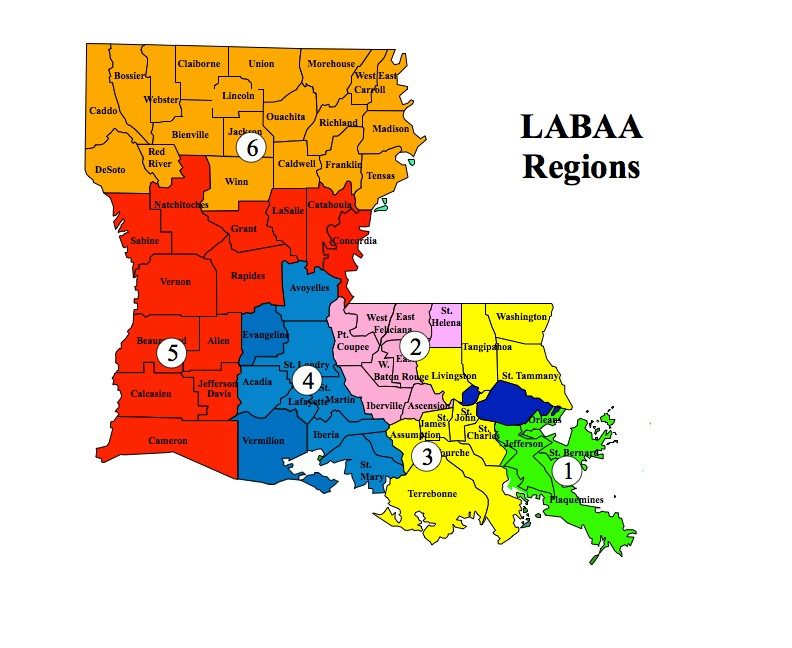 LABAA
Regions
Claiborne
Union
Morehouse
Bossier
West
East
Carroll
Webster
Lincoln
Caddo
Ouachita
Richland
Madison
Bienville
Jackson
6
Red
River
DeSoto
Caldwell
Franklin
Tensas
Winn
Natchitoches
LaSalle
Catahoula
Grant
Sabine
Concordia
Vernon
Rapides
Avoyelles
St.
Helena
West
East
Feliciana
Washington
Evangeline
Allen
Pt.
Coupee
2
Tangipahoa
5
St. Landry
W.
Baton Rouge
Livingston
St. Tammany
Acadia
4
Calcasieu
Jefferson
Davis
St.
Martin
Lafayette
Iberville
Ascension
St.
John
Orleans
St.
James
Assumption
St.
Charles
Jefferson
Cameron
Vermilion
Iberia
3
St. Bernard
1
St.
Mary
Terrebonne
Plaquemines